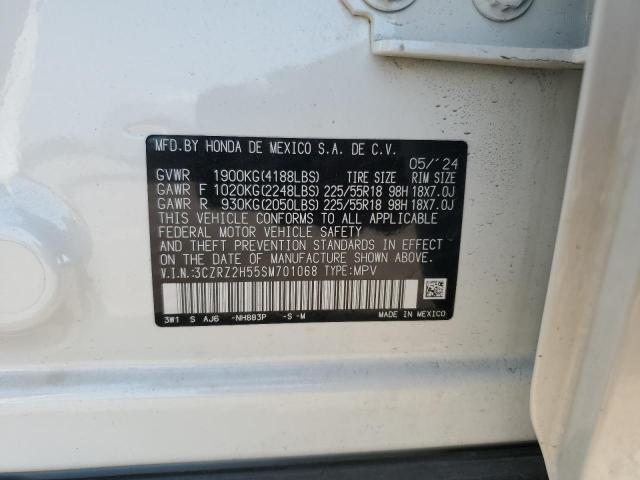 MFD.BY HONDA DE MEXICO S.A. DE C.V.
05/'24
GVWR 1900KG(4188LBS) TIRE SIZE RIM SIZE
GAWR F 1020KG(2248LBS) 225/55R18 98H 18X7.0J
GAWR R 930KG(2050LBS) 225/55R18 98H 18X7.0J
THIS VEHICLE CONFORMS TO ALL APPLICABLE
FEDERAL MOTOR VEHICLE SAFETY
AND THEFT PREVENTION STANDARDS IN EFFECT
ON THE DATE OF MANUFACTURE SHOWN ABOVE.
V.I.N.:3CZRZ2H55SM701068 TYPE:MPV
3W1 S AJ6 -NH883P -S-M MADE IN MEXICO